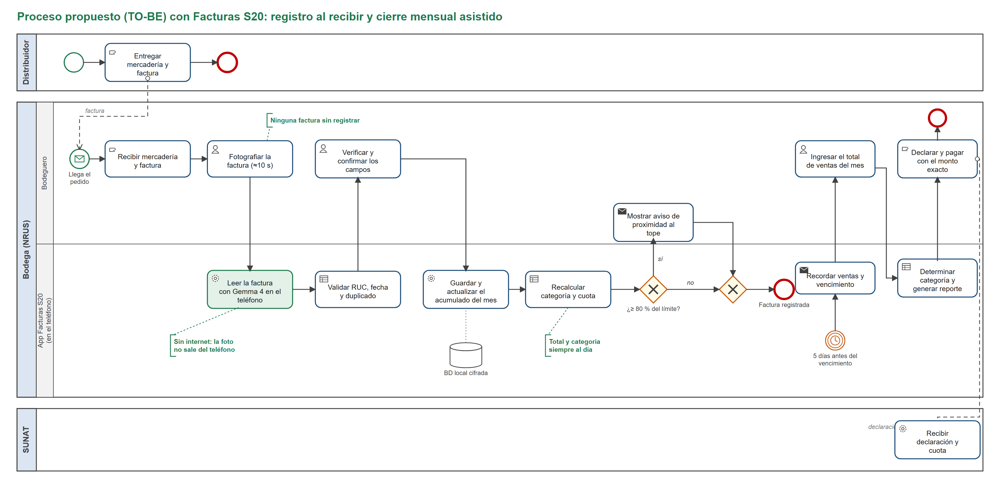 Proceso propuesto (TO-BE) con Facturas S20: registro al recibir y cierre mensual asistido
Distribuidor
Entregar
mercadería y
factura
Bodega (NRUS)
Bodeguero
factura
Llega el
pedido
Recibir mercadería
y factura
Fotografiar la
factura (≈10 s)
Ninguna factura sin registrar
Verificar y
confirmar los
campos
Mostrar aviso de
proximidad al
tope
Ingresar el total
de ventas del mes
Declarar y pagar
con el monto
exacto
App Facturas S20
(en el teléfono)
Leer la factura
con Gemma 4 en el
teléfono
Sin internet: la foto
no sale del teléfono
Validar RUC, fecha
y duplicado
Guardar y
actualizar el
acumulado del mes
BD local cifrada
Recalcular
categoría y cuota
Total y categoría
siempre al día
sí
no
¿≥ 80 % del límite?
Factura registrada
Recordar ventas y
vencimiento
5 días antes del
vencimiento
Determinar
categoría y
generar reporte
SUNAT
Recibir
declaración y
cuota